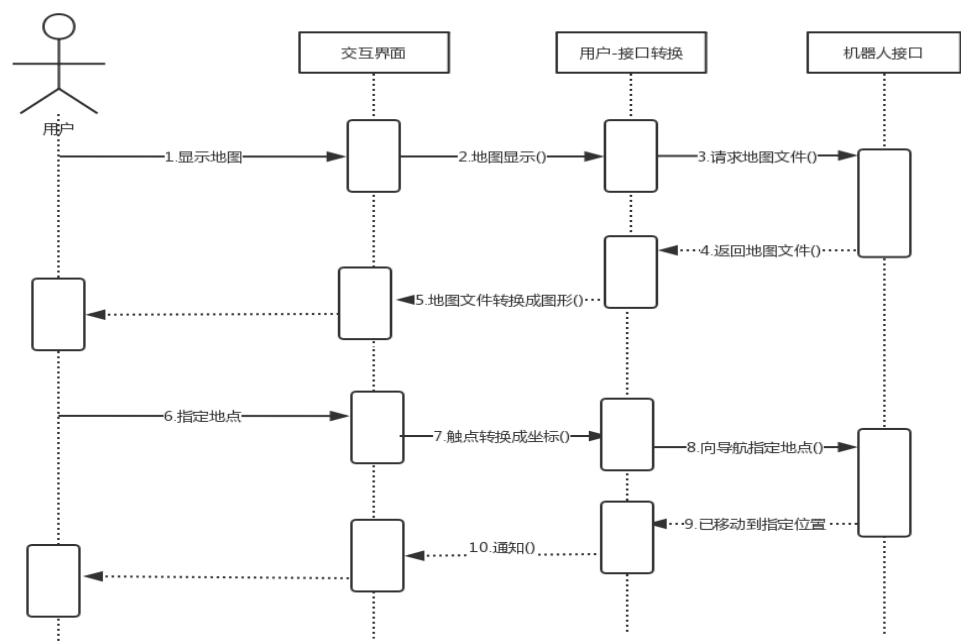 交互界面
用户-接口转换
机器人接口
用户
1.显示地图
2.地图显示()
3.请求地图文件()
4.返回地图文件()
5.地图文件转换成图形()
6.指定地点
7.触点转换成坐标()
8.向导航指定地点()
9.已移动到指定位置
10.通知()